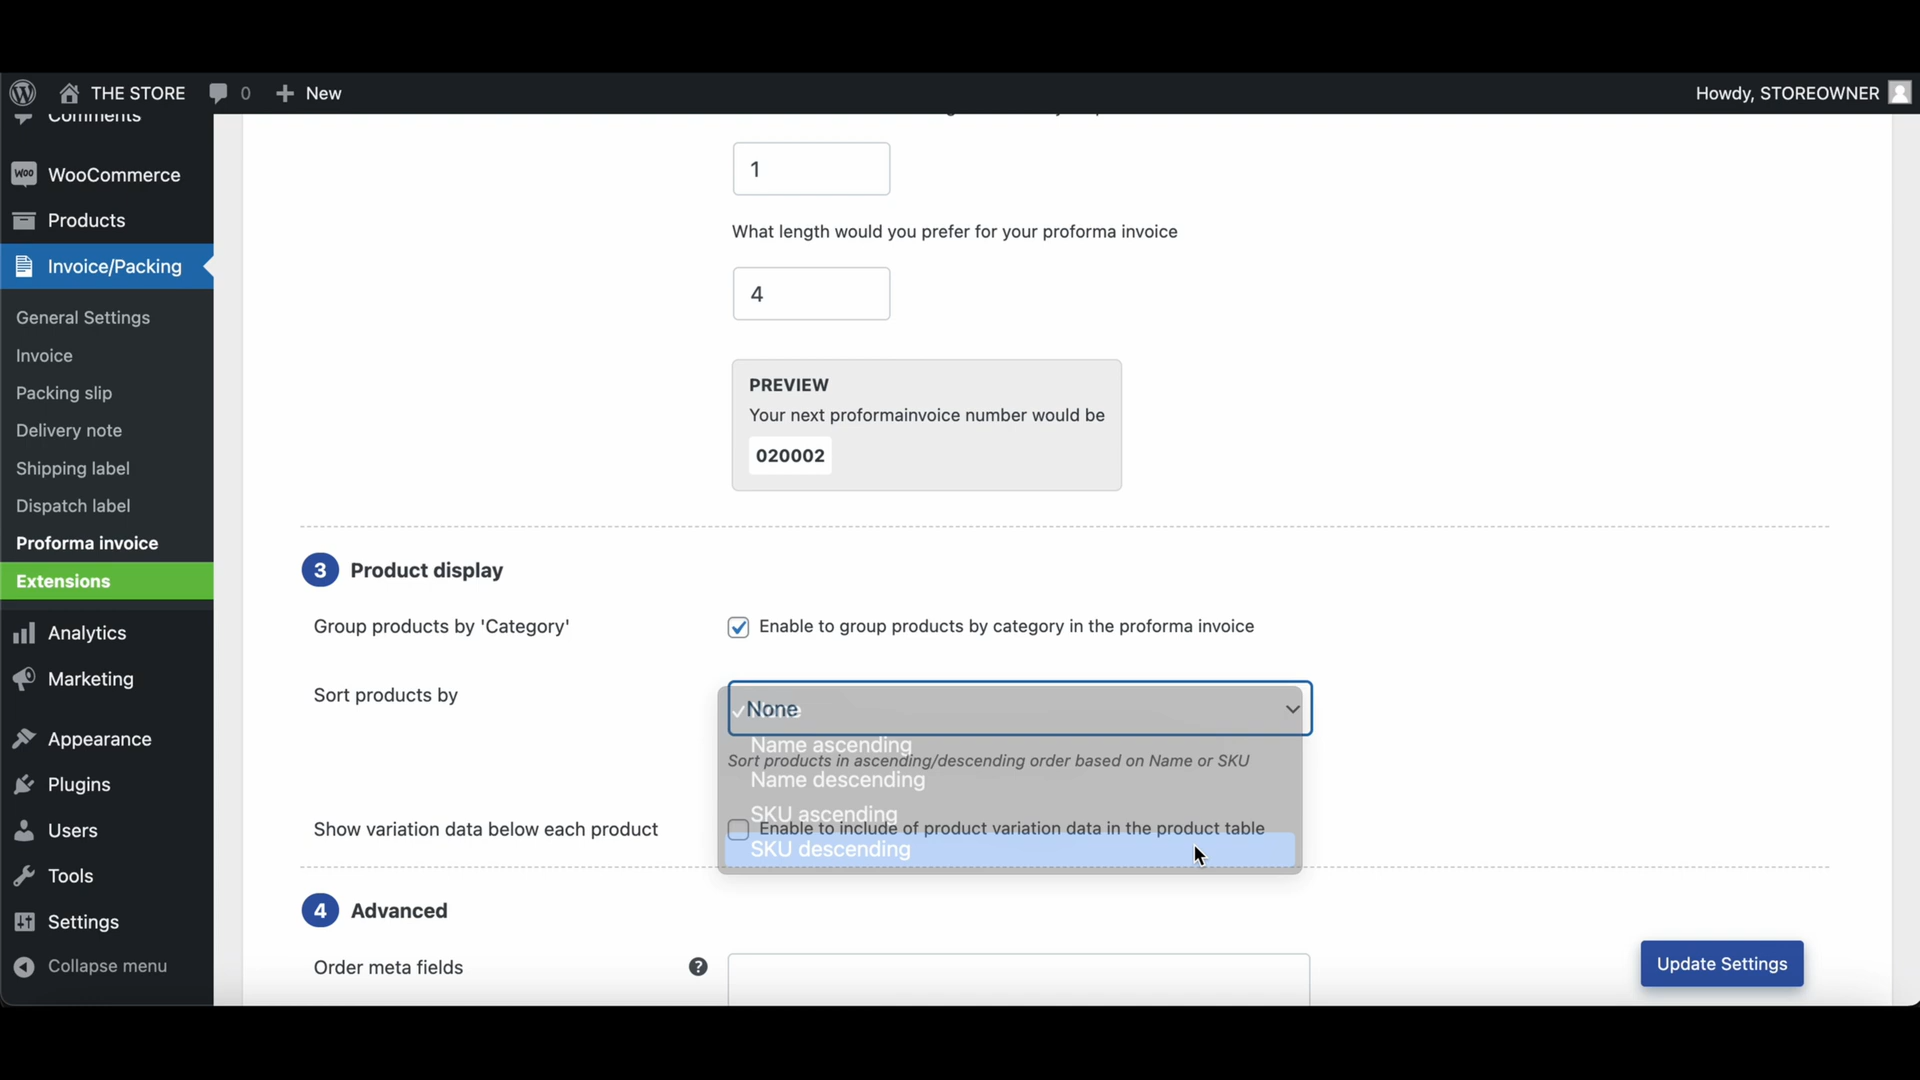 THE STORE
0
New
Howdy, STOREOWNER
Comments
WooCommerce
Products
Invoice/Packing
General Settings
Invoice
Packing slip
Delivery note
Shipping label
Dispatch label
Proforma invoice
Extensions
Analytics
Marketing
Appearance
Plugins
Users
Tools
Settings
Collapse menu
1
What length would you prefer for your proforma invoice
4
PREVIEW
Your next proformainvoice number would be
020002
3 Product display
Group products by 'Category'
Enable to group products by category in the proforma invoice
Sort products by
None
None
Name ascending
Sort products in ascending/descending order based on Name or SKU
Name descending
SKU ascending
Show variation data below each product
Enable to include of product variation data in the product table
SKU descending
4 Advanced
Order meta fields
?
Update Settings